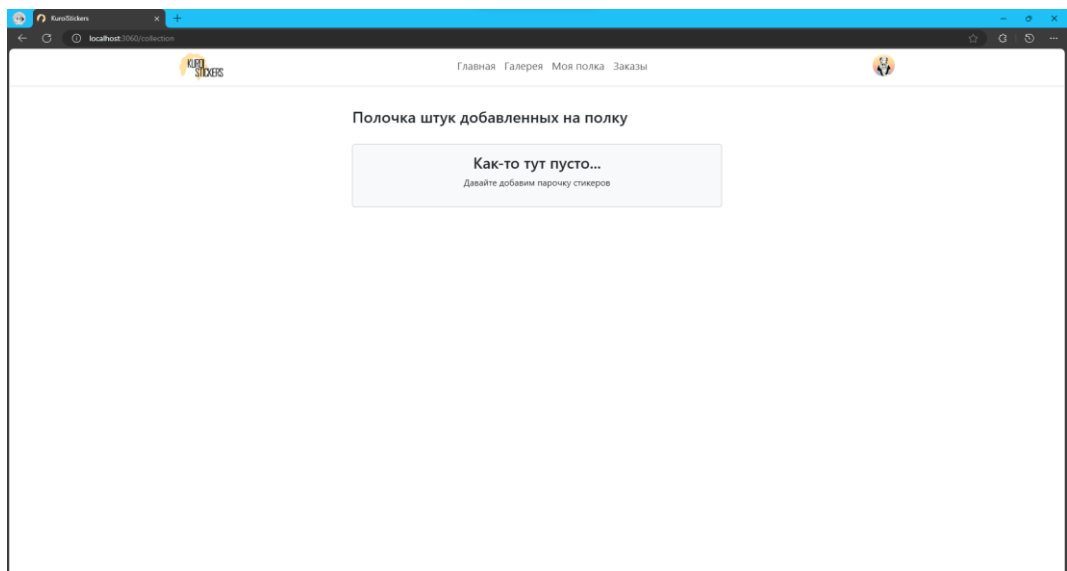 KuroStickers
localhost:3060/collection
KURO
STICKERS
Главная Галерея Моя полка Заказы
Полочка штук добавленных на полку
Как-то тут пусто...
Давайте добавим парочку стикеров